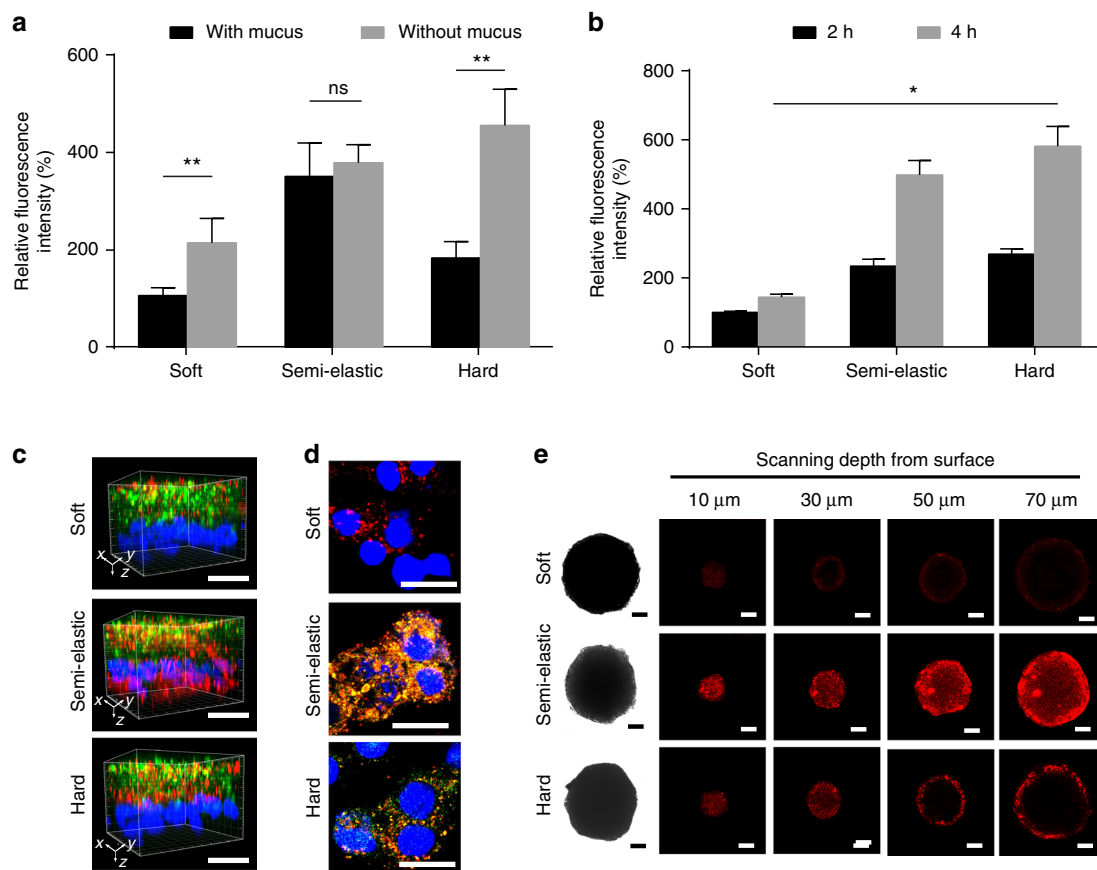 a
With mucus
Without mucus
Relative fluorescence
intensity (%)
600
400
200
0
**
ns
**
Soft
Semi-elastic
Hard
b
2 h
4 h
Relative fluorescence
intensity (%)
800
600
400
200
0
*
Soft
Semi-elastic
Hard
c
Soft
x y
z
Semi-elastic
x y
z
Hard
x y
z
d
Soft
Semi-elastic
Hard
e
Scanning depth from surface
10 μm
30 μm
50 μm
70 μm
Soft
Semi-elastic
Hard